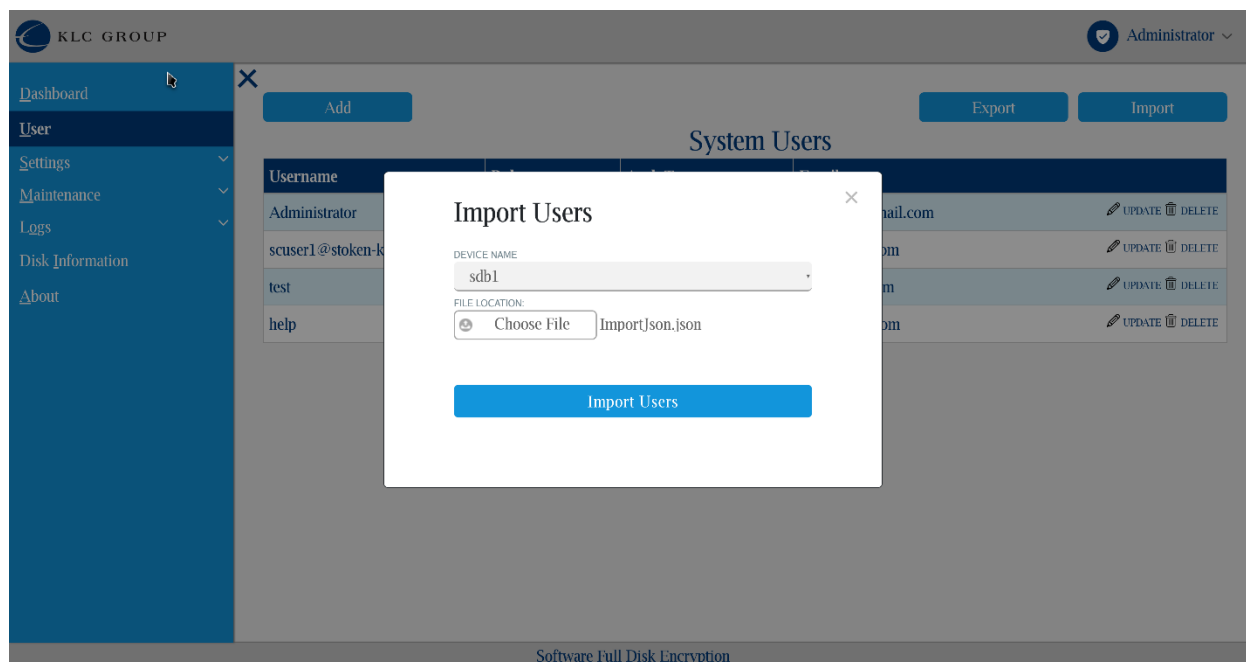 KLC GROUP
Administrator
Dashboard
User
Settings
Maintenance
Logs
Disk Information
About
Add
Export
Import
System Users
Username
Administrator
ail.com
UPDATE DELETE
scuser1@stoken-k
om
UPDATE DELETE
test
m
UPDATE DELETE
help
om
UPDATE DELETE
Import Users
DEVICE NAME
sdb1
FILE LOCATION:
Choose File ImportJson.json
Import Users
Software Full Disk Encryption